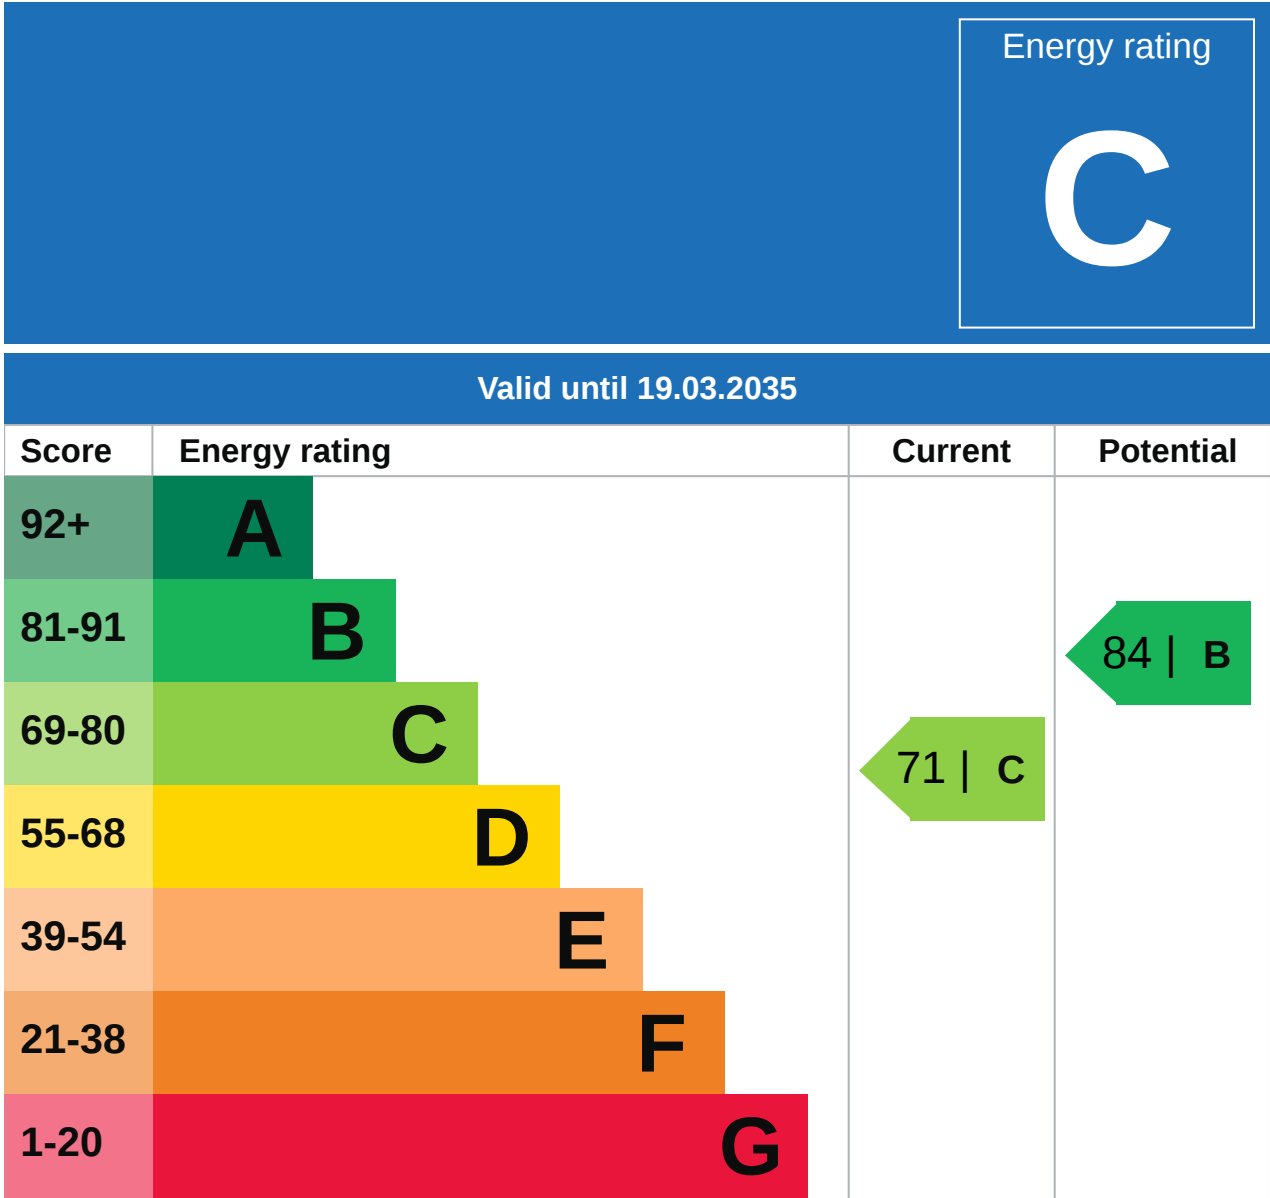 Energy rating
C
Valid until 19.03.2035
Score Energy rating Current Potential
92+ A
81-91 B
84 | B
69-80 C
71 | C
55-68 D
39-54 E
21-38 F
1-20 G